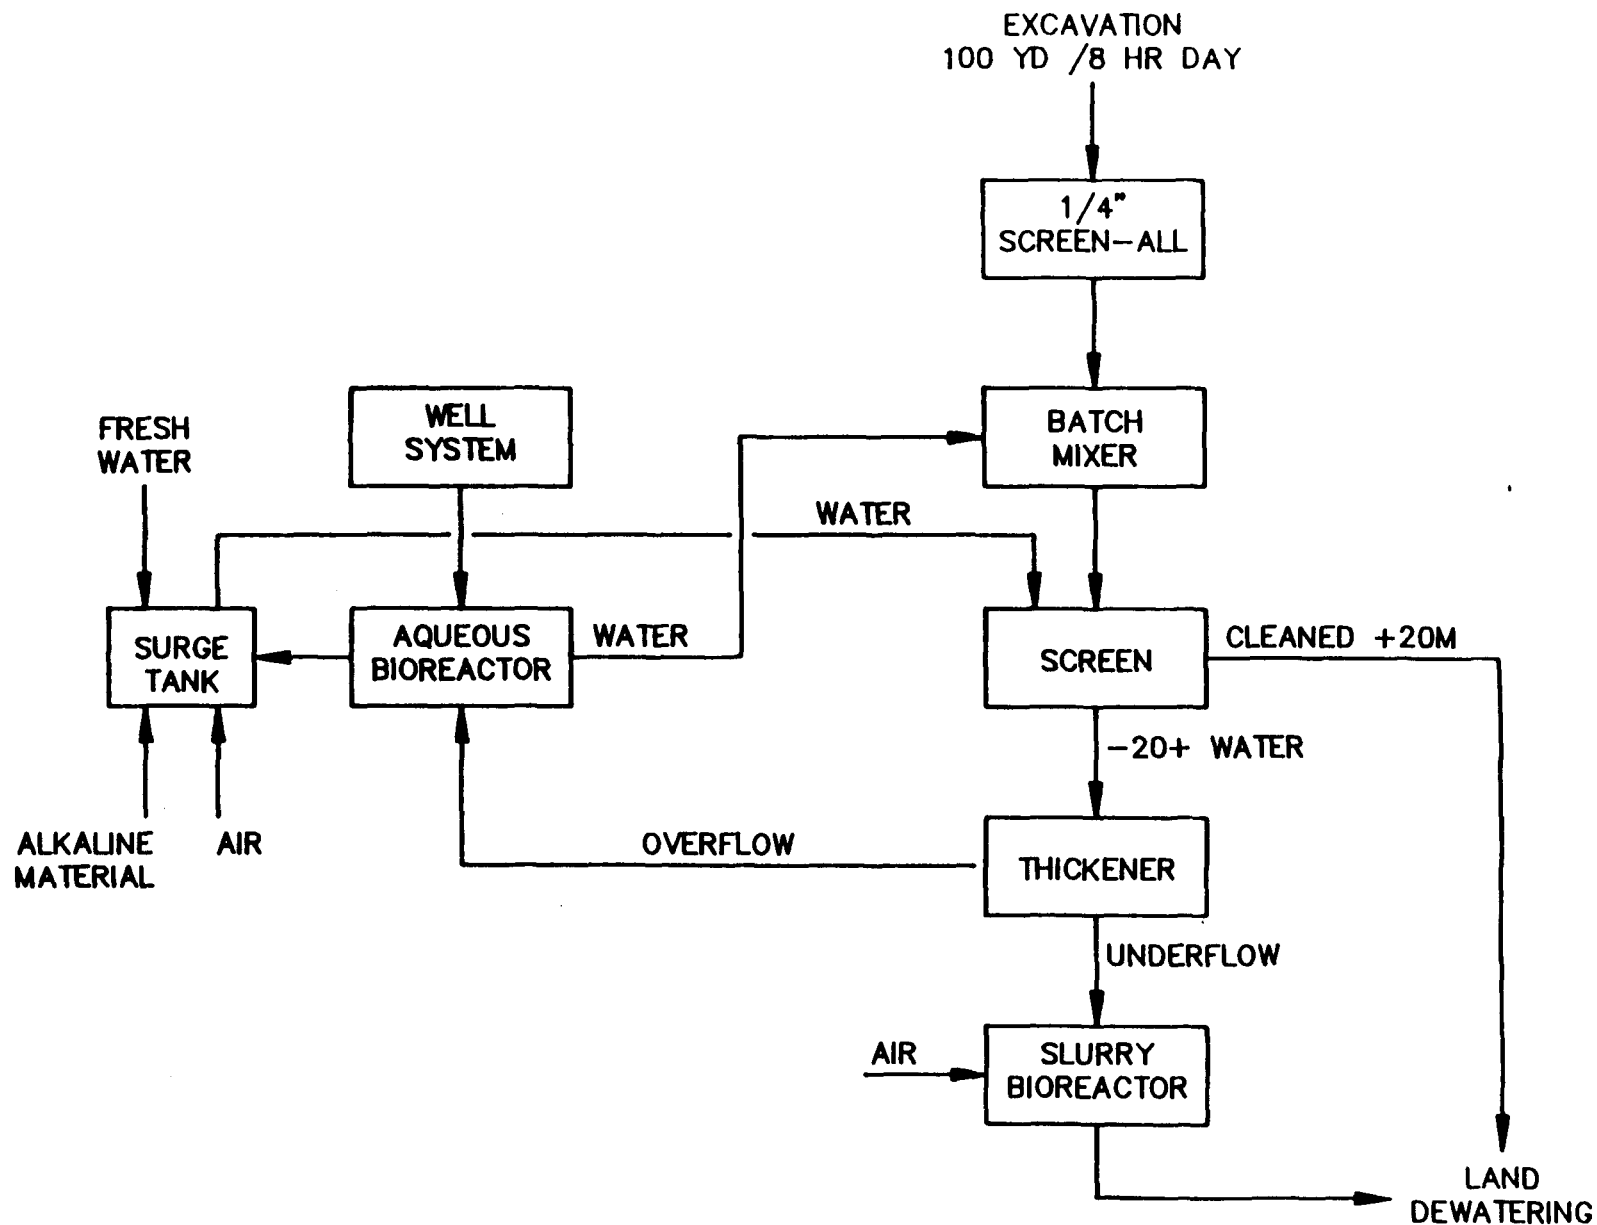 EXCAVATION
100 YD /8 HR DAY
1/4"
SCREEN-ALL
BATCH
MIXER
WELL
SYSTEM
FRESH
WATER
WATER
SURGE
TANK
AQUEOUS
BIOREACTOR
WATER
SCREEN
CLEANED +20M
-20+ WATER
ALKALINE
MATERIAL
AIR
OVERFLOW
THICKENER
UNDERFLOW
AIR
SLURRY
BIOREACTOR
LAND
DEWATERING